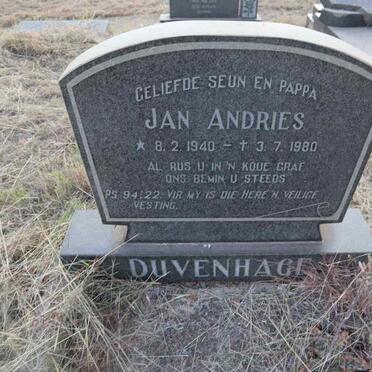 GELIEFDE SEUN EN PAPPA
JAN ANDRIES
* 8.2.1940 - † 3.7.1980
AL RUS U IN 'N KOUE GRAF
ONS BEMIN U STEEDS
PS. 94:22. VIR MY IS DIE HERE 'N VEILIGE
VESTING.
DUVENHAGE